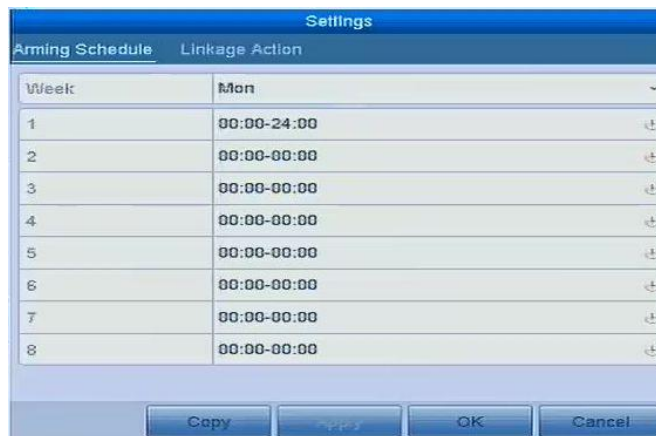 Settings
Arming Schedule Linkage Action
Week Mon
1 00:00-24:00
2 00:00-00:00
3 00:00-00:00
4 00:00-00:00
5 00:00-00:00
6 00:00-00:00
7 00:00-00:00
8 00:00-00:00
Copy Apply OK Cancel